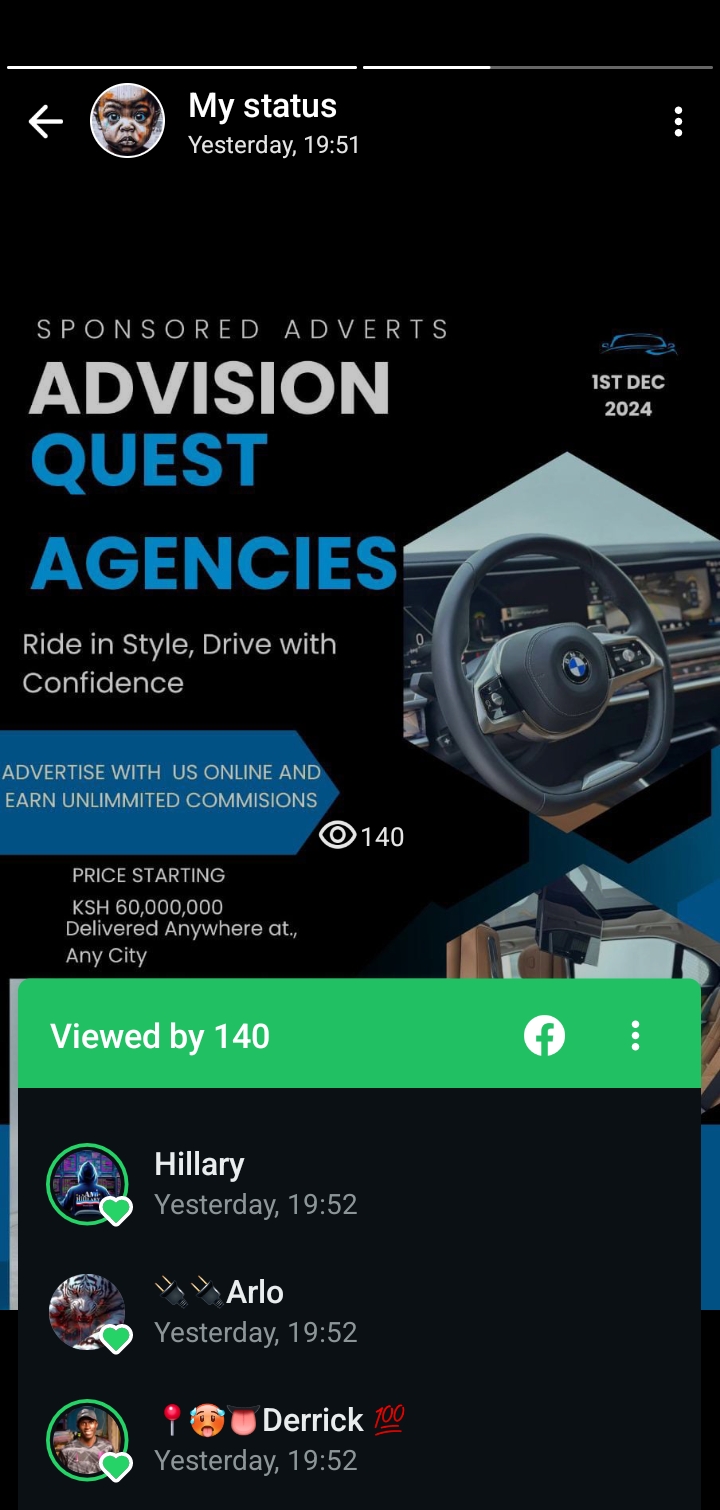 My status
Yesterday, 19:51
SPONSORED ADVERTS
ADVISION
QUEST
AGENCIES
1ST DEC
2024
Ride in Style, Drive with
Confidence
ADVERTISE WITH US ONLINE AND
EARN UNLIMMITED COMMISIONS
140
PRICE STARTING
KSH 60,000,000
Delivered Anywhere at.,
Any City
Viewed by 140
Hillary
Yesterday, 19:52
🔌🔌Arlo
Yesterday, 19:52
📍🥵👅Derrick 💯
Yesterday, 19:52